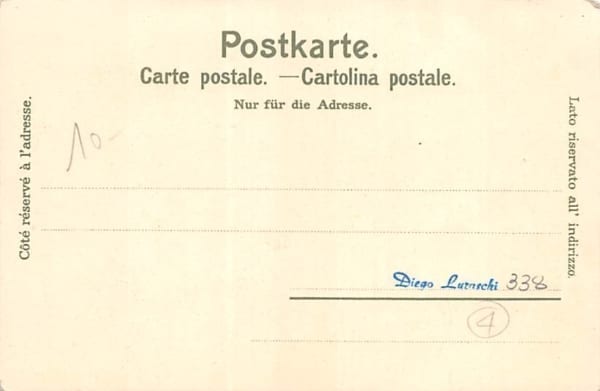 Postkarte.
Carte postale. — Cartolina postale.
Nur für die Adresse.
Côté réservé à l'adresse.
Lato riservato all' indirizzo.
10-
Diego Luraschi 338
4